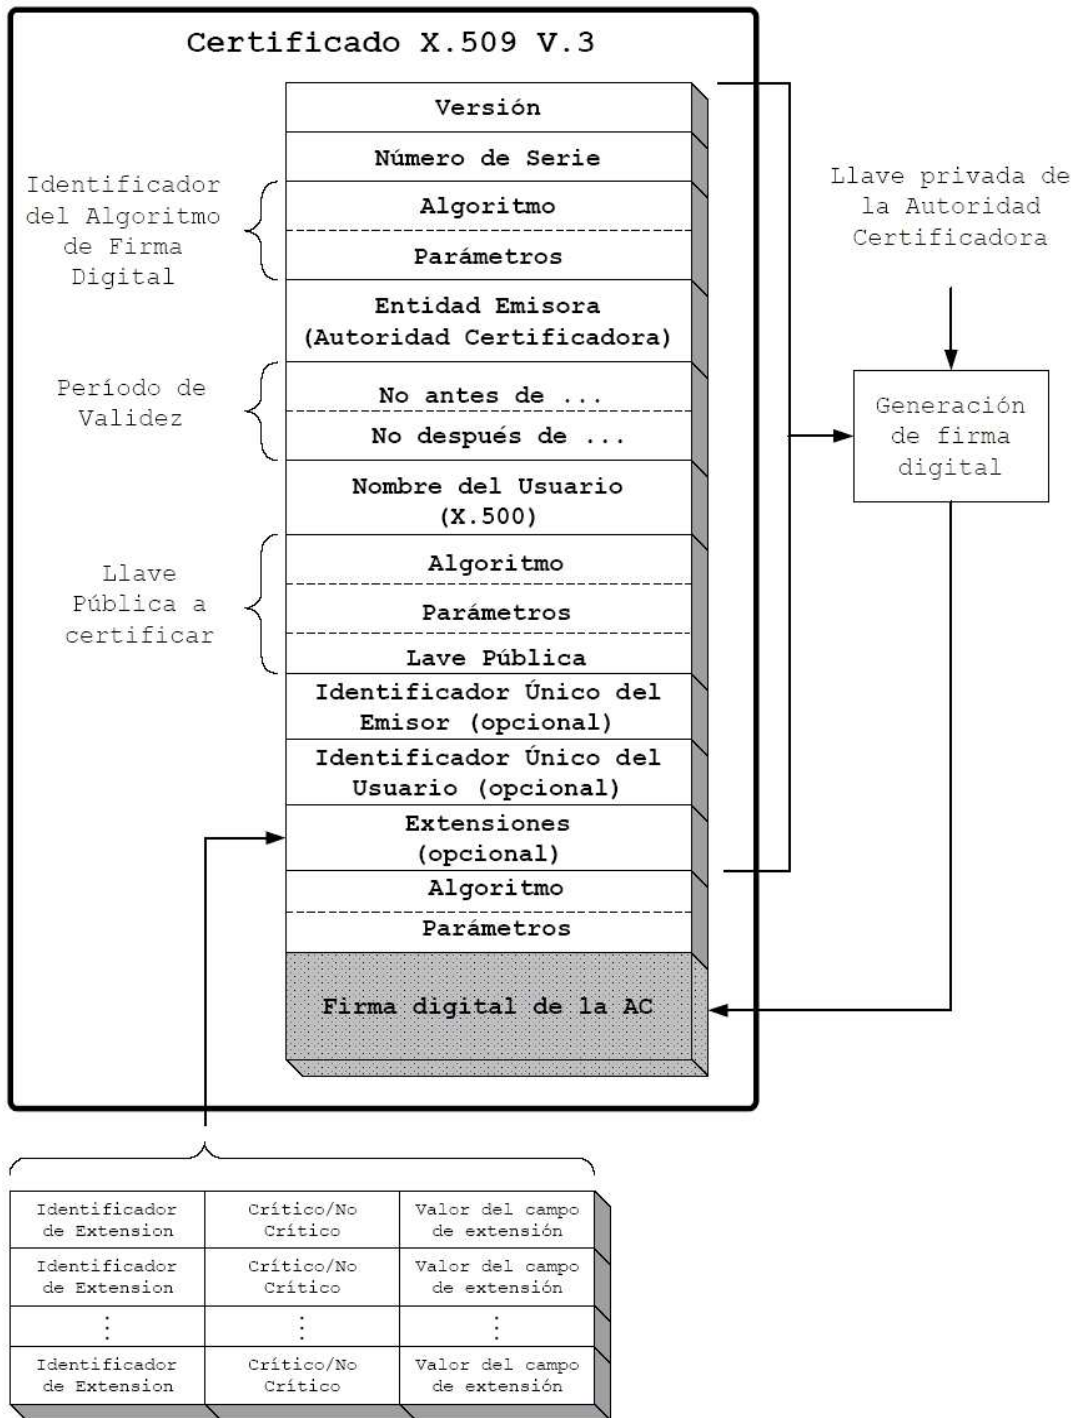 Certificado X.509 V.3
Versión
Número de Serie
Identificador
del Algoritmo
de Firma
Digital
Algoritmo
Parámetros
Llave privada de
la Autoridad
Certificadora
Entidad Emisora
(Autoridad Certificadora)
Período de
Validez
No antes de ...
No después de ...
Generación
de firma
digital
Nombre del Usuario
(X.500)
Llave
Pública a
certificar
Algoritmo
Parámetros
Lave Pública
Identificador Único del
Emisor (opcional)
Identificador Único del
Usuario (opcional)
Extensiones
(opcional)
Algoritmo
Parámetros
Firma digital de la AC
Identificador
de Extension
Crítico/No
Crítico
Valor del campo
de extensión
Identificador
de Extension
Crítico/No
Crítico
Valor del campo
de extensión
⋮ ⋮ ⋮
Identificador
de Extension
Crítico/No
Crítico
Valor del campo
de extensión